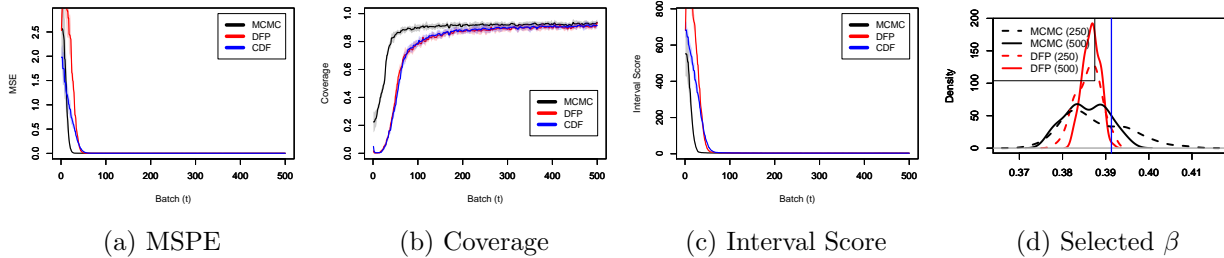 MSE
0.0 0.5 1.0 1.5 2.0 2.5
0 100 200 300 400 500
Batch (t)
MCMC
DFP
CDF
(a) MSPE
Coverage
0.0 0.2 0.4 0.6 0.8 1.0
0 100 200 300 400 500
Batch (t)
MCMC
DFP
CDF
(b) Coverage
Interval Score
0 200 400 600 800
0 100 200 300 400 500
Batch (t)
MCMC
DFP
CDF
(c) Interval Score
Density
0 50 100 150 200
0.37 0.38 0.39 0.40 0.41
MCMC (250)
MCMC (500)
DFP (250)
DFP (500)
(d) Selected β